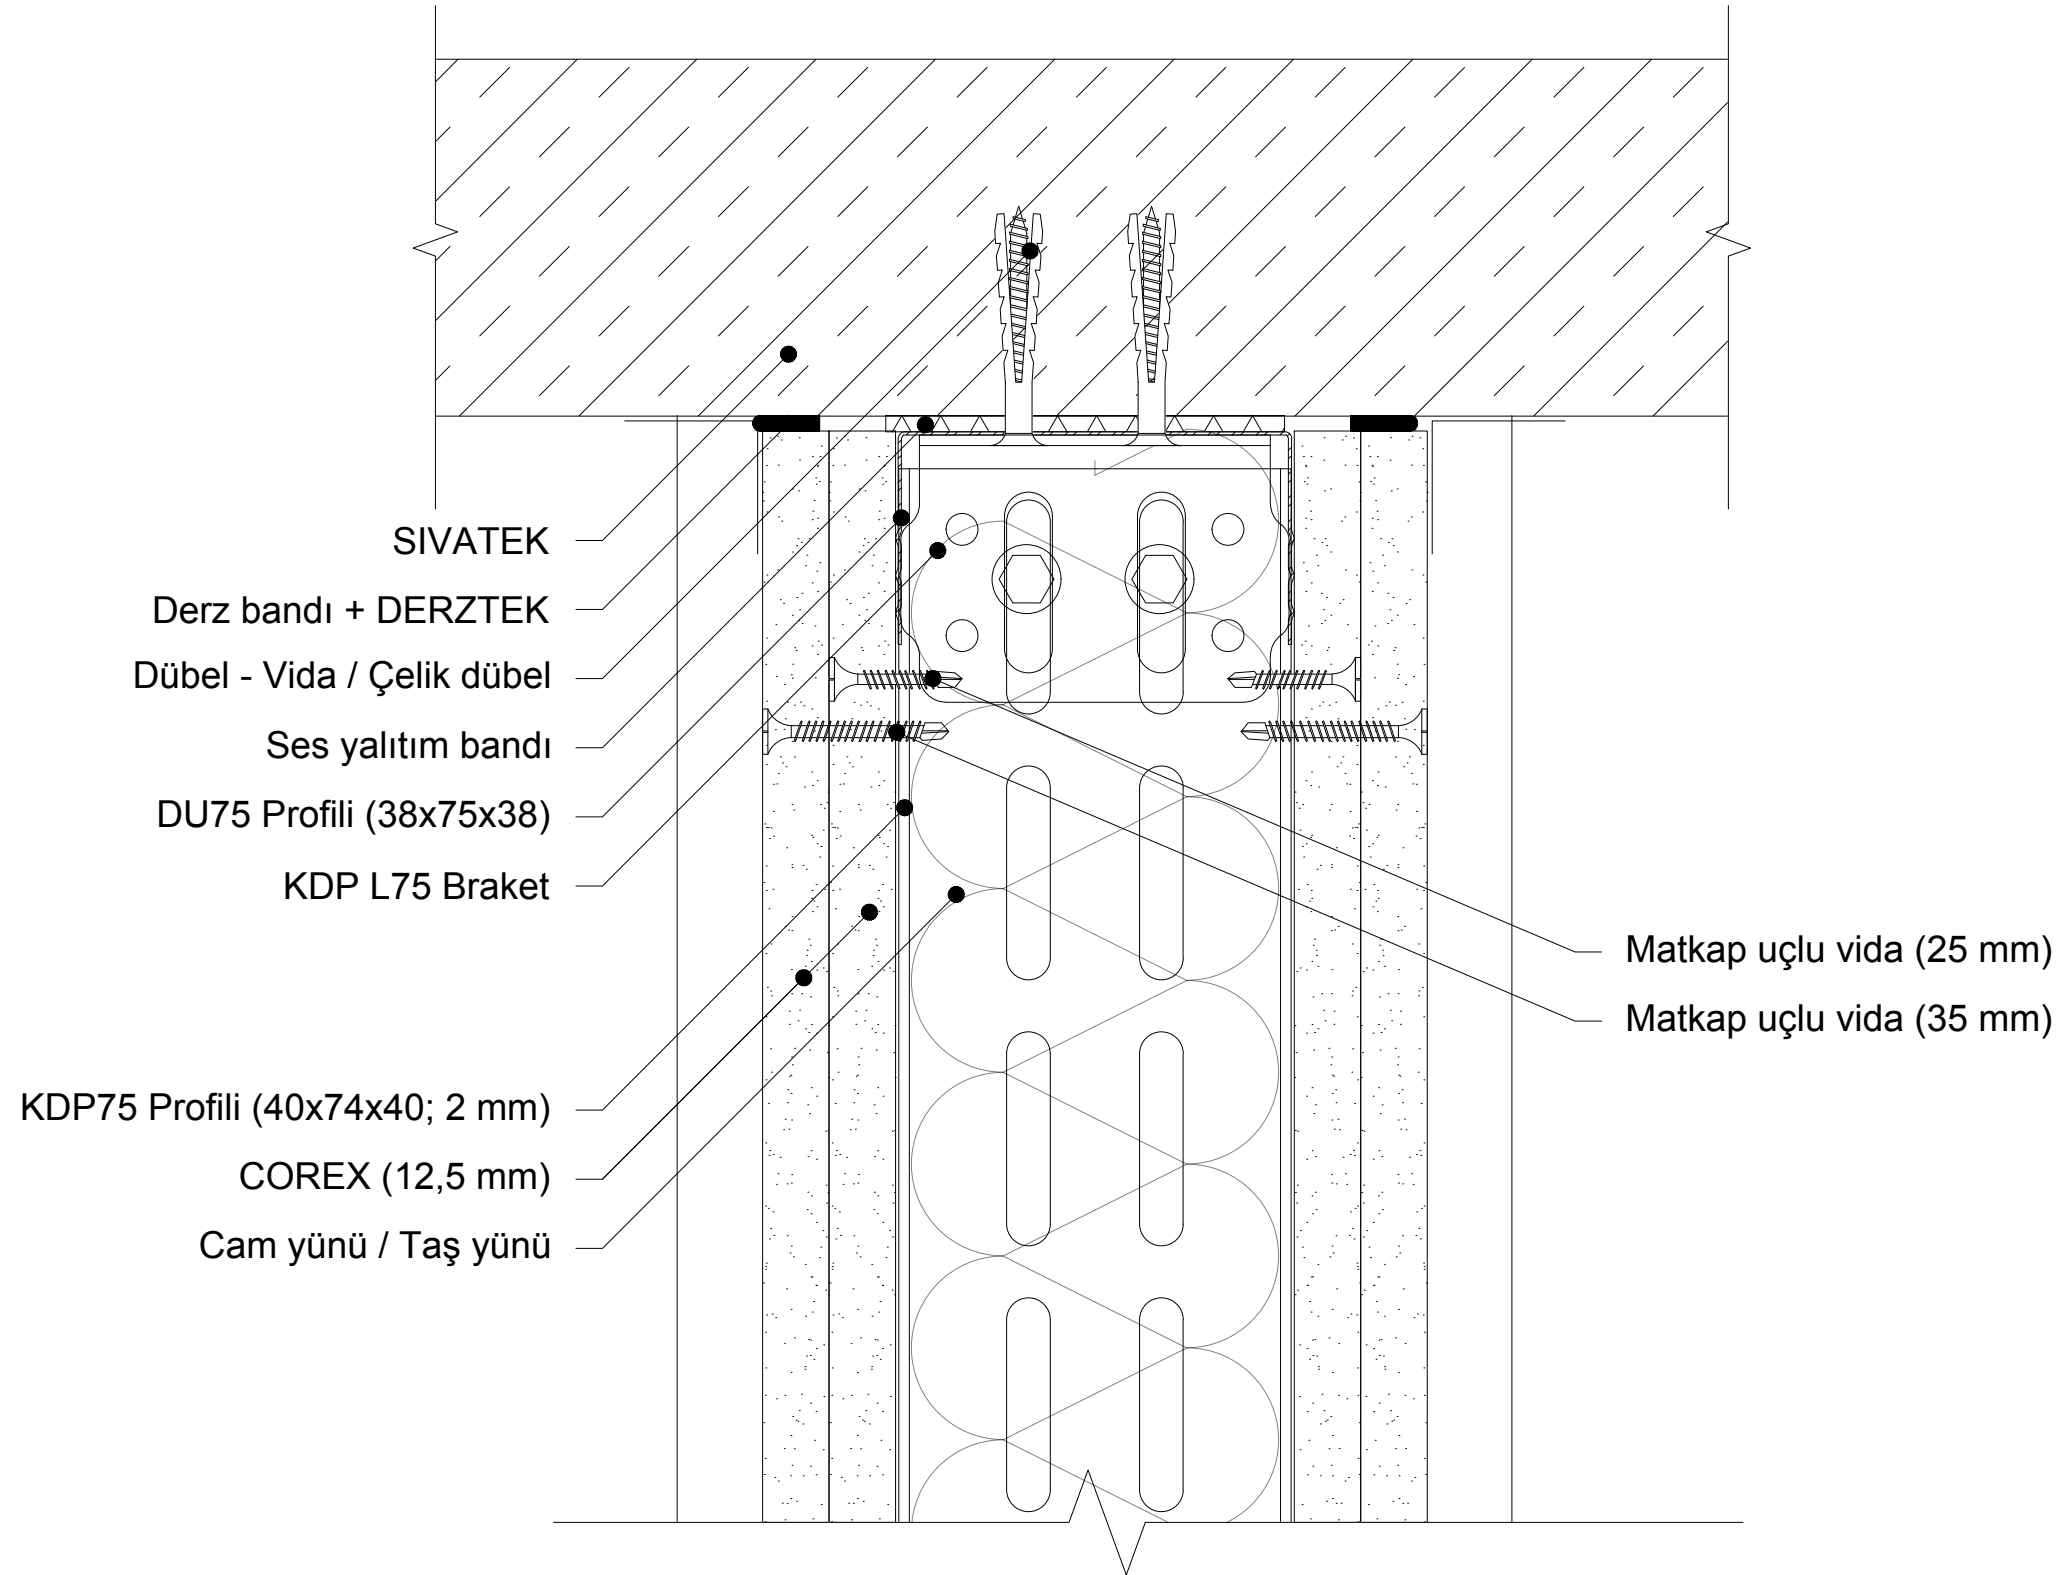 SIVATEK
Derz bandı + DERZTEK
Dübel - Vida / Çelik dübel
Ses yalıtım bandı
DU75 Profili (38x75x38)
KDP L75 Braket
Matkap uçlu vida (25 mm)
Matkap uçlu vida (35 mm)
KDP75 Profili (40x74x40; 2 mm)
COREX (12,5 mm)
Cam yünü / Taş yünü